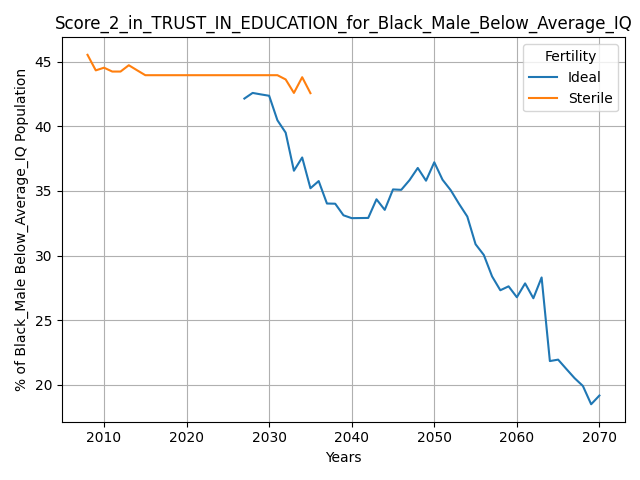 Score_2_in_TRUST_IN_EDUCATION_for_Black_Male_Below_Average_IQ
% of Black_Male Below_Average_IQ Population
45
40
35
30
25
20
Fertility
Ideal
Sterile
2010 2020 2030 2040 2050 2060 2070
Years